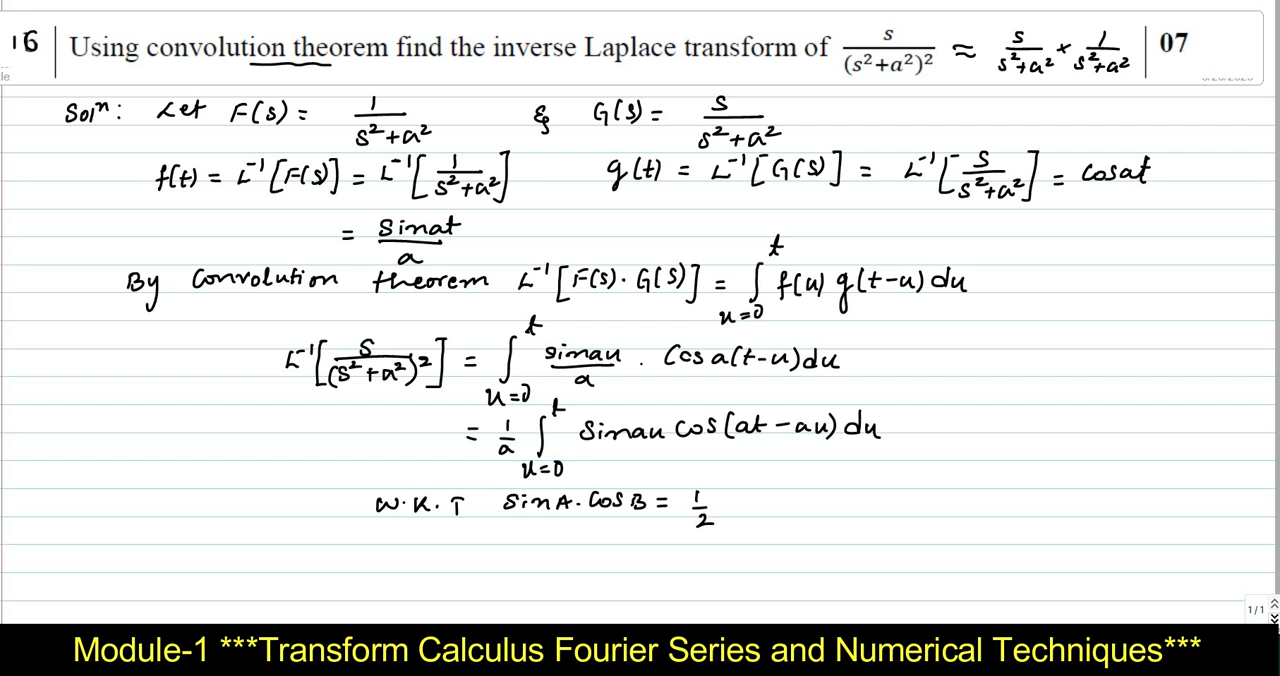 16 Using convolution theorem find the inverse Laplace transform of s/(s²+a²)² ≈ s/(s²+a²) × 1/(s²+a²) 07
Solⁿ: Let F(s) = 1/(s²+a²) & G(s) = s/(s²+a²)
f(t) = L⁻¹[F(s)] = L⁻¹[1/(s²+a²)] g(t) = L⁻¹[G(s)] = L⁻¹[s/(s²+a²)] = cosat
= sinat/a
By Convolution theorem L⁻¹[F(s)·G(s)] = ∫_{u=0}^{t} f(u) g(t-u) du
L⁻¹[s/(s²+a²)²] = ∫_{u=0}^{t} sinau/a . Cosa(t-u)du
= 1/a ∫_{u=0}^{t} Sinau cos(at-au) du
W.K.T SinA.CosB = 1/2
1/1
Module-1 ***Transform Calculus Fourier Series and Numerical Techniques***